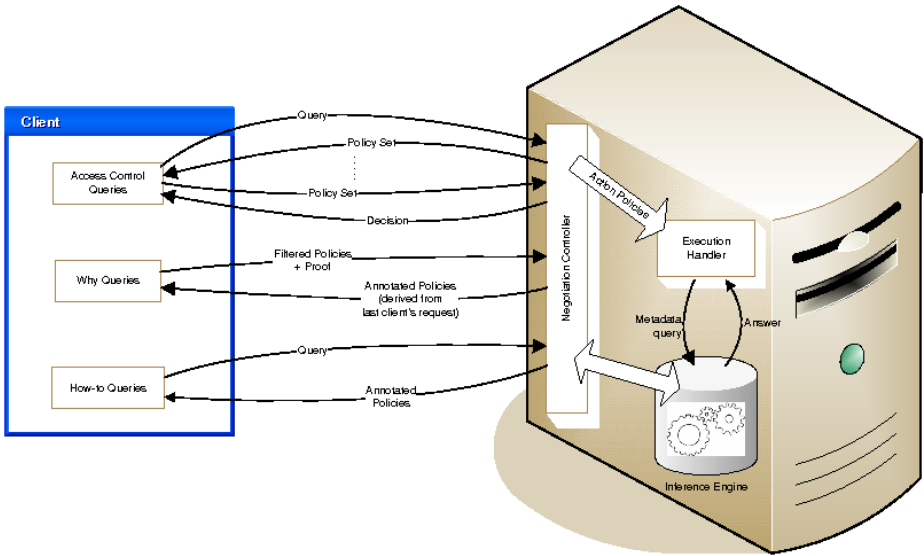 Client
Access Control
Queries
Why Queries
How-to Queries
Query
Policy Set
Policy Set
Decision
Filtered Policies
+ Proof
Annotated Policies
(derived from
last client's request)
Query
Annotated
Policies
Negotiation Controller
Action Policies
Execution
Handler
Metadata
query
Answer
Inference Engine